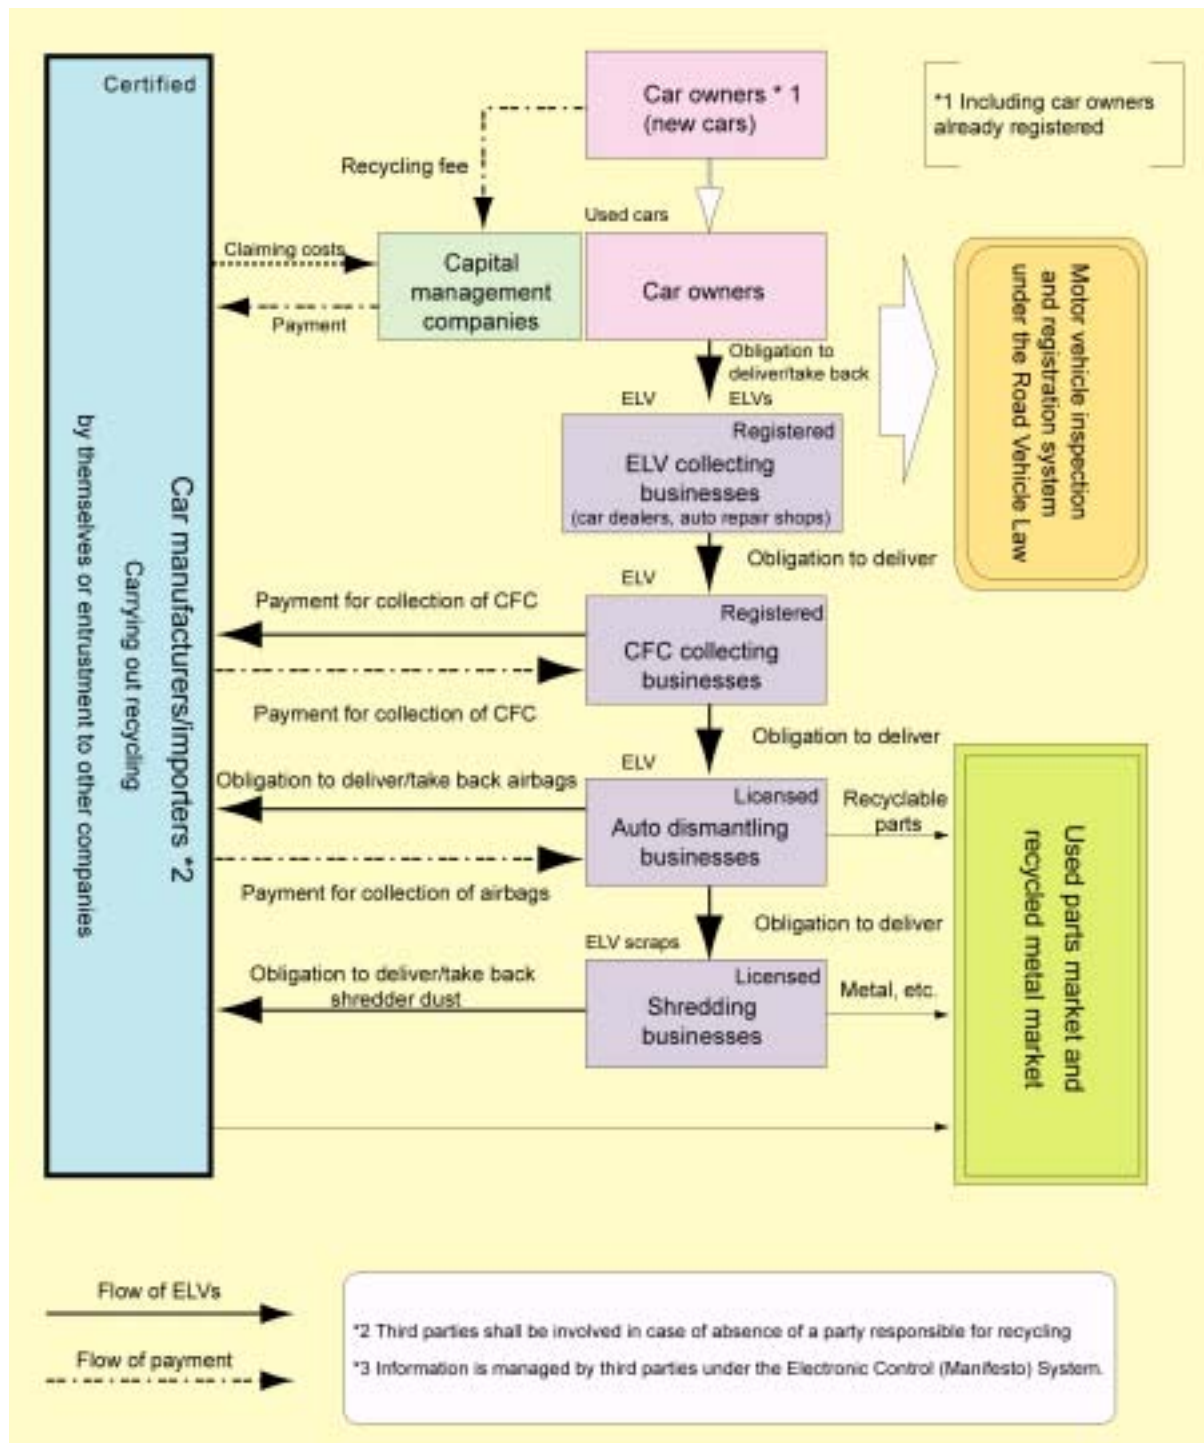 Certified
Car manufacturers/importers *2
Carrying out recycling
by themselves or entrustment to other companies
Car owners * 1
(new cars)
*1 Including car owners
already registered
Recycling fee
Used cars
Claiming costs
Payment
Capital
management
companies
Car owners
Motor vehicle inspection
and registration system
under the Road Vehicle Law
Obligation to
deliver/take back
ELV
ELVs
Registered
ELV collecting
businesses
(car dealers, auto repair shops)
Obligation to deliver
ELV
Payment for collection of CFC
Registered
CFC collecting
businesses
Payment for collection of CFC
Obligation to deliver
ELV
Obligation to deliver/take back airbags
Licensed
Auto dismantling
businesses
Recyclable
parts
Payment for collection of airbags
Obligation to deliver
ELV scraps
Obligation to deliver/take back
shredder dust
Licensed
Shredding
businesses
Metal, etc.
Used parts market and
recycled metal market
Flow of ELVs
Flow of payment
*2 Third parties shall be involved in case of absence of a party responsible for recycling
*3 Information is managed by third parties under the Electronic Control (Manifesto) System.